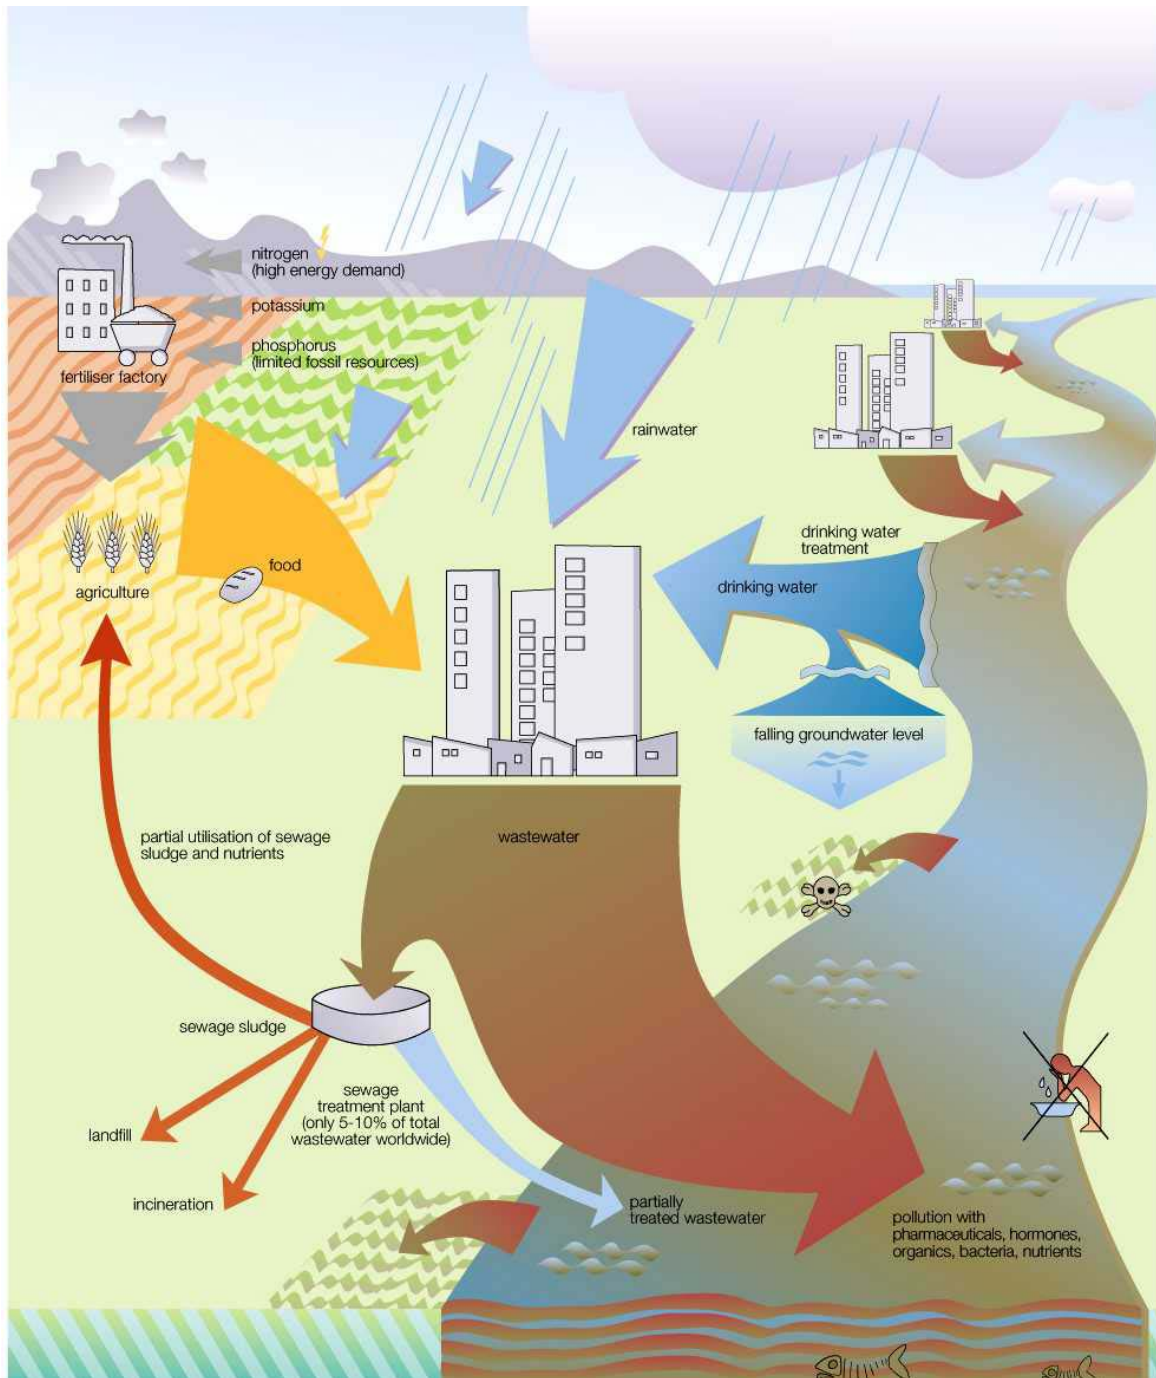 nitrogen
(high energy demand)
potassium
phosphorus
(limited fossil resources)
fertiliser factory
rainwater
drinking water
treatment
food
agriculture
drinking water
falling groundwater level
partial utilisation of sewage
sludge and nutrients
wastewater
sewage sludge
sewage
treatment plant
(only 5-10% of total
wastewater worldwide)
landfill
incineration
partially
treated wastewater
pollution with
pharmaceuticals, hormones,
organics, bacteria, nutrients